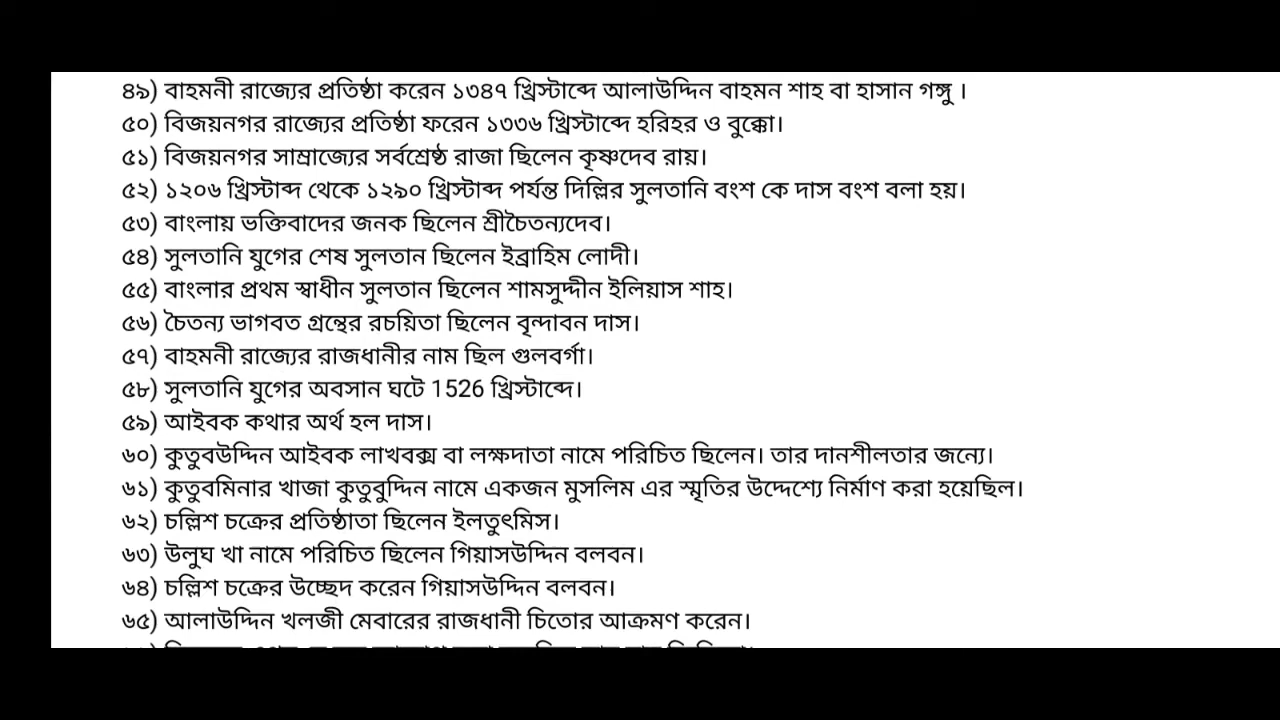 ৪৯) বাহমনী রাজ্যের প্রতিষ্ঠা করেন ১৩৪৭ খ্রিস্টাব্দে আলাউদ্দিন বাহমন শাহ বা হাসান গঙ্গু ।
৫০) বিজয়নগর রাজ্যের প্রতিষ্ঠা ফরেন ১৩৩৬ খ্রিস্টাব্দে হরিহর ও বুক্কো।
৫১) বিজয়নগর সাম্রাজ্যের সর্বশ্রেষ্ঠ রাজা ছিলেন কৃষ্ণদেব রায়।
৫২) ১২০৬ খ্রিস্টাব্দ থেকে ১২৯০ খ্রিস্টাব্দ পর্যন্ত দিল্লির সুলতানি বংশ কে দাস বংশ বলা হয়।
৫৩) বাংলায় ভক্তিবাদের জনক ছিলেন শ্রীচৈতন্যদেব।
৫৪) সুলতানি যুগের শেষ সুলতান ছিলেন ইব্রাহিম লোদী।
৫৫) বাংলার প্রথম স্বাধীন সুলতান ছিলেন শামসুদ্দীন ইলিয়াস শাহ।
৫৬) চৈতন্য ভাগবত গ্রন্থের রচয়িতা ছিলেন বৃন্দাবন দাস।
৫৭) বাহমনী রাজ্যের রাজধানীর নাম ছিল গুলবর্গা।
৫৮) সুলতানি যুগের অবসান ঘটে 1526 খ্রিস্টাব্দে।
৫৯) আইবক কথার অর্থ হল দাস।
৬০) কুতুবউদ্দিন আইবক লাখবক্স বা লক্ষদাতা নামে পরিচিত ছিলেন। তার দানশীলতার জন্যে।
৬১) কুতুবমিনার খাজা কুতুবুদ্দিন নামে একজন মুসলিম এর স্মৃতির উদ্দেশ্যে নির্মাণ করা হয়েছিল।
৬২) চল্লিশ চক্রের প্রতিষ্ঠাতা ছিলেন ইলতুৎমিস।
৬৩) উলুঘ খা নামে পরিচিত ছিলেন গিয়াসউদ্দিন বলবন।
৬৪) চল্লিশ চক্রের উচ্ছেদ করেন গিয়াসউদ্দিন বলবন।
৬৫) আলাউদ্দিন খলজী মেবারের রাজধানী চিতোর আক্রমণ করেন।